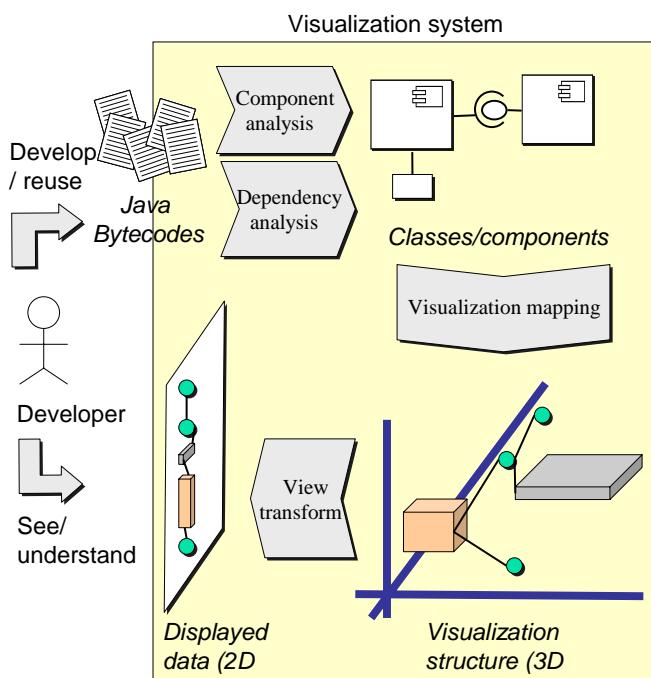 Visualization system
Component
analysis
Develop
/ reuse
Java
Bytecodes
Dependency
analysis
Classes/components
Visualization mapping
Developer
View
transform
See/
understand
Displayed
data (2D
Visualization
structure (3D